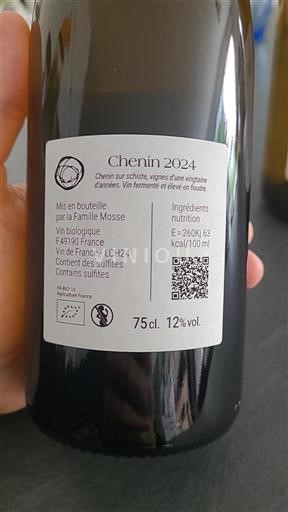 Chenin 2024
Chenin sur schiste, vignes d'une vingtaine
d'années. Vin fermenté et élevé en foudre.
Mis en bouteille
par la Famille Mosse
Vin biologique
F.49190 France
Vin de France - LCH24
Contient des sulfites
Contains sulfites
FR-BIO-10
Agriculture France
Ingrédients
nutrition
E = 260Kj 63
kcal/100 ml
75cl. 12%vol.